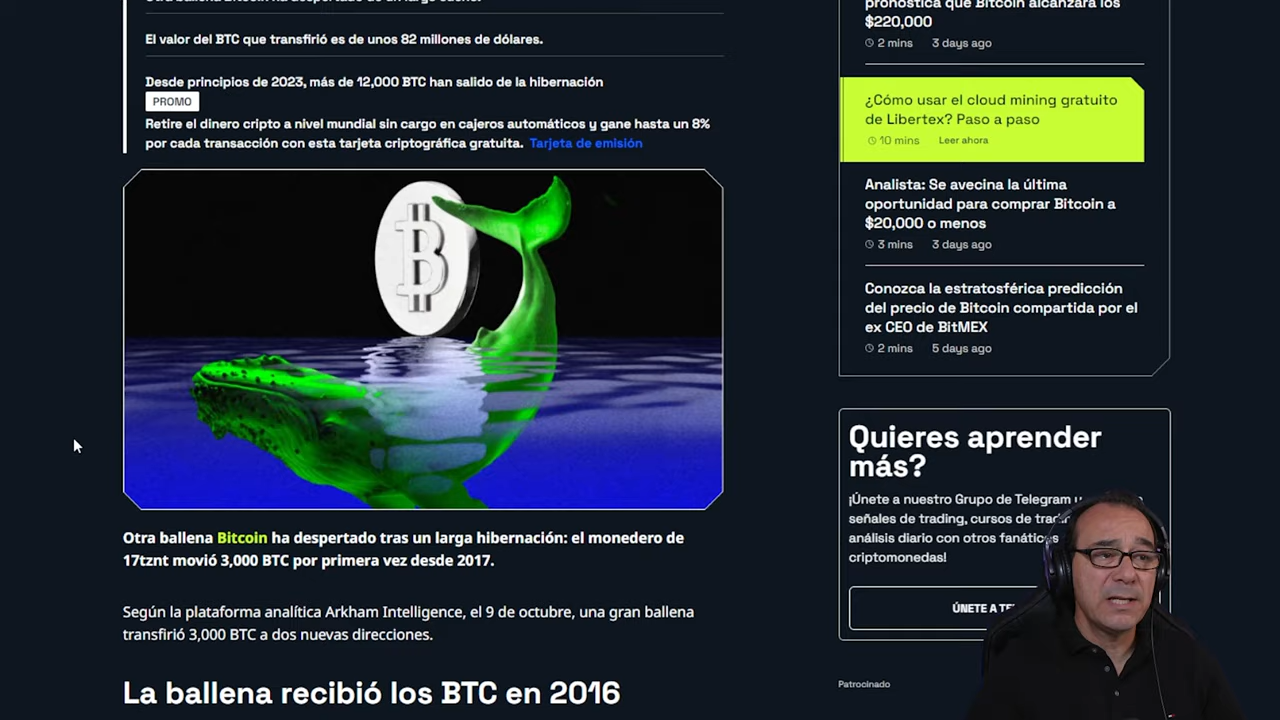 El valor del BTC que transfirió es de unos 82 millones de dólares.
Desde principios de 2023, más de 12,000 BTC han salido de la hibernación
PROMO
Retire el dinero cripto a nivel mundial sin cargo en cajeros automáticos y gane hasta un 8%
por cada transacción con esta tarjeta criptográfica gratuita. Tarjeta de emisión
Otra ballena Bitcoin ha despertado tras un larga hibernación: el monedero de
17tznt movió 3,000 BTC por primera vez desde 2017.
Según la plataforma analítica Arkham Intelligence, el 9 de octubre, una gran ballena
transfirió 3,000 BTC a dos nuevas direcciones.
La ballena recibió los BTC en 2016
pronostica que Bitcoin alcanzará los
$220,000
2 mins 3 days ago
¿Cómo usar el cloud mining gratuito
de Libertex? Paso a paso
10 mins Leer ahora
Analista: Se avecina la última
oportunidad para comprar Bitcoin a
$20,000 o menos
3 mins 3 days ago
Conozca la estratosférica predicción
del precio de Bitcoin compartida por el
ex CEO de BitMEX
2 mins 5 days ago
Quieres aprender
más?
¡Únete a nuestro Grupo de Telegram
señales de trading, cursos de
análisis diario con otros fanáticos
criptomonedas!
ÚNETE A
Patrocinado